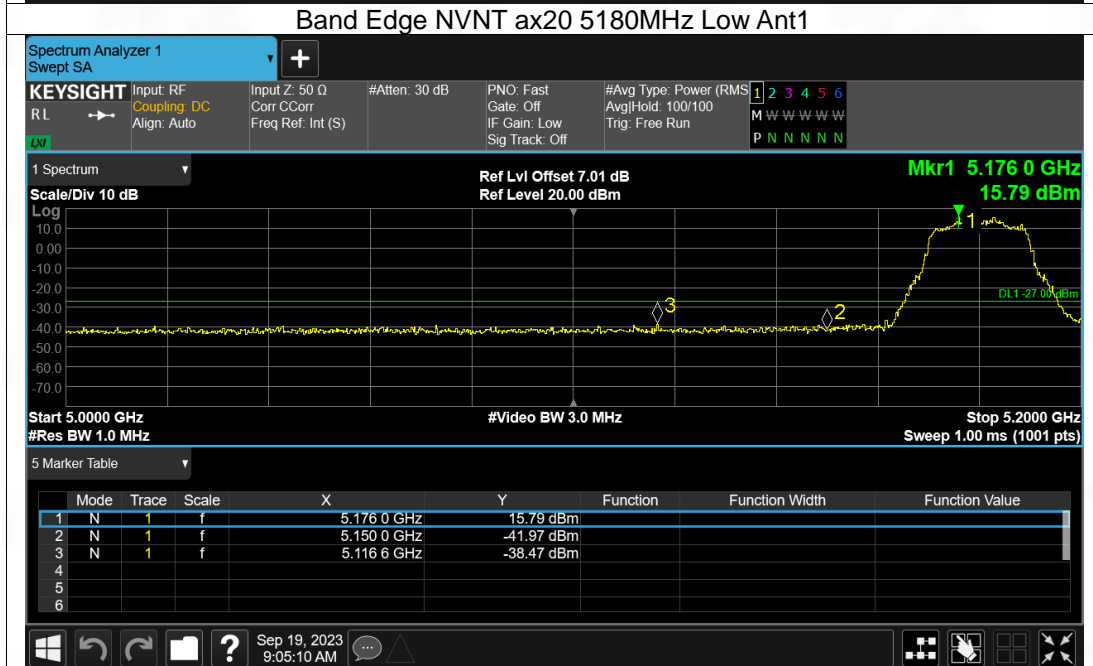 Band Edge NVNT ax20 5180MHz Low Ant1
Spectrum Analyzer 1
Swept SA
+
KEYSIGHT Input: RF Input Z: 50 Ω #Atten: 30 dB PNO: Fast #Avg Type: Power (RMS 1 2 3 4 5 6
RL Coupling: DC Corr CCorr Gate: Off Avg|Hold: 100/100 M W W W W W W
Align: Auto Freq Ref: Int (S) IF Gain: Low Trig: Free Run
LXI Sig Track: Off P N N N N N N
1 Spectrum Ref Lvl Offset 7.01 dB Mkr1 5.176 0 GHz
Scale/Div 10 dB Ref Level 20.00 dBm 15.79 dBm
Log
1
10.0
0.00
-10.0
-20.0
DL1 -27.00 dBm
-30.0
3
2
-40.0
-50.0
-60.0
-70.0
Start 5.0000 GHz #Video BW 3.0 MHz Stop 5.2000 GHz
#Res BW 1.0 MHz Sweep 1.00 ms (1001 pts)
5 Marker Table
Mode Trace Scale X Y Function Function Width Function Value
1 N 1 f 5.176 0 GHz 15.79 dBm
2 N 1 f 5.150 0 GHz -41.97 dBm
3 N 1 f 5.116 6 GHz -38.47 dBm
4
5
6
? Sep 19, 2023
9:05:10 AM